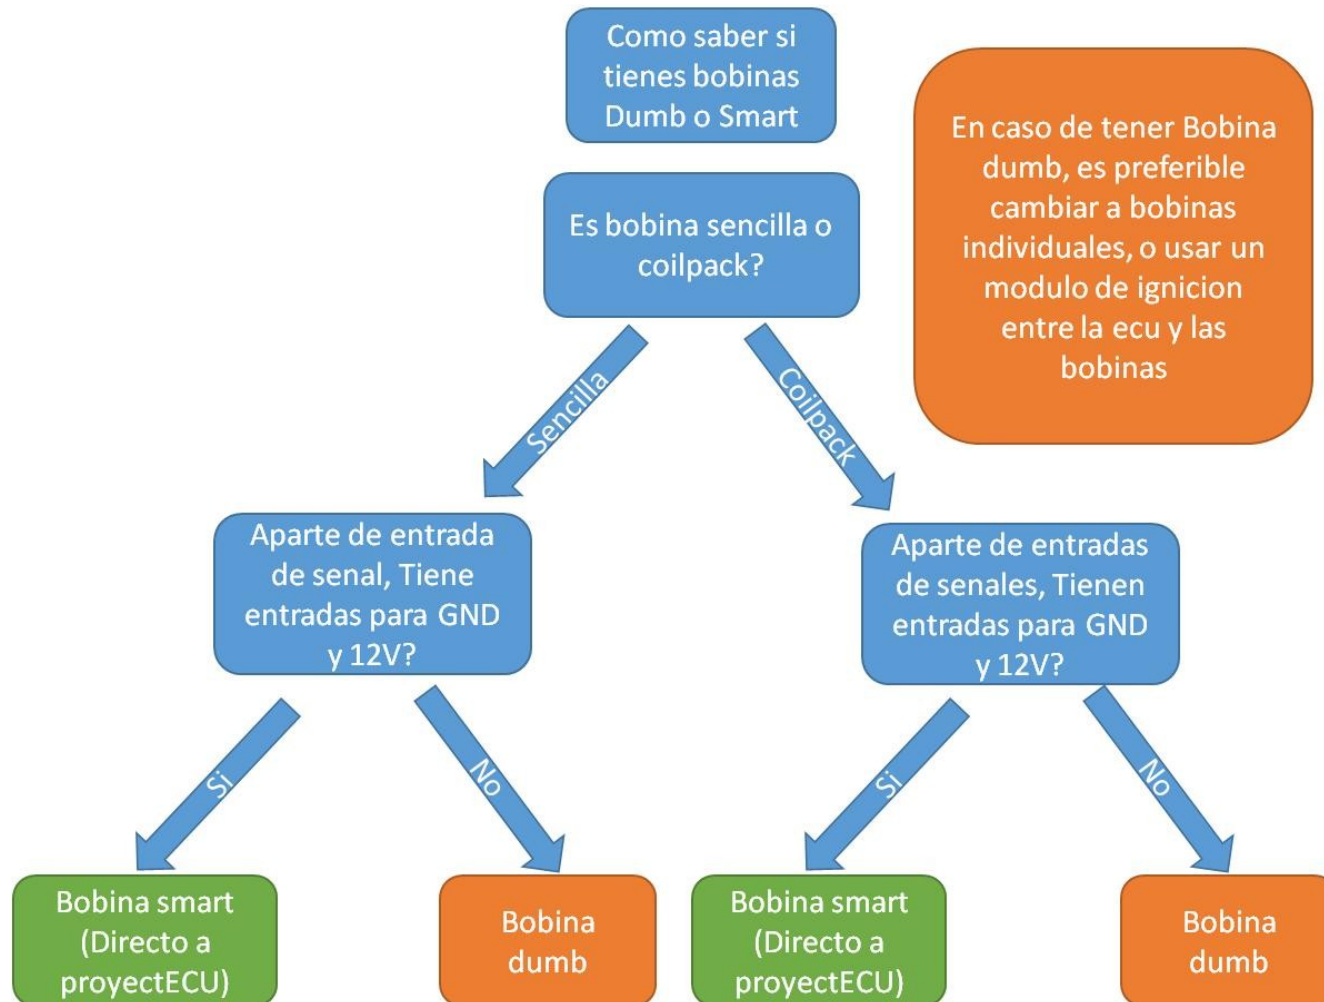 Como saber si
tienes bobinas
Dumb o Smart
En caso de tener Bobina
dumb, es preferible
cambiar a bobinas
individuales, o usar un
modulo de ignicion
entre la ecu y las
bobinas
Es bobina sencilla o
coilpack?
Sencilla
Coilpack
Aparte de entrada
de senal, Tiene
entradas para GND
y 12V?
Aparte de entradas
de senales, Tienen
entradas para GND
y 12V?
Si
No
Si
No
Bobina smart
(Directo a
proyectECU)
Bobina
dumb
Bobina smart
(Directo a
proyectECU)
Bobina
dumb